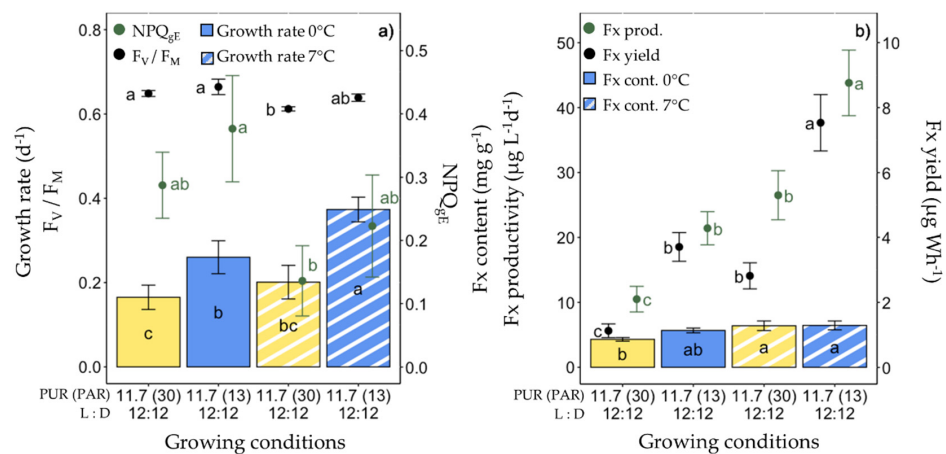 a)
NPQgE
FV / FM
Growth rate 0°C
Growth rate 7°C
Growth rate (d-1)
FV / FM
0.8
0.6
0.4
0.2
0.0
a
a
b
ab
ab
a
b
ab
c
b
bc
a
0.5
0.4
0.3
0.2
0.1
0.0
NPQgE
PUR (PAR) 11.7 (30) 11.7 (13) 11.7 (30) 11.7 (13)
L : D 12:12 12:12 12:12 12:12
Growing conditions
b)
Fx prod.
Fx yield
Fx cont. 0°C
Fx cont. 7°C
Fx content (mg g-1)
Fx productivity (µg L-1d-1)
50
40
30
20
10
0
c
b
b
a
c
b
b
a
b
ab
a
a
10
8
6
4
2
0
Fx yield
(µg Wh-1)
PUR (PAR) 11.7 (30) 11.7 (13) 11.7 (30) 11.7 (13)
L : D 12:12 12:12 12:12 12:12
Growing conditions